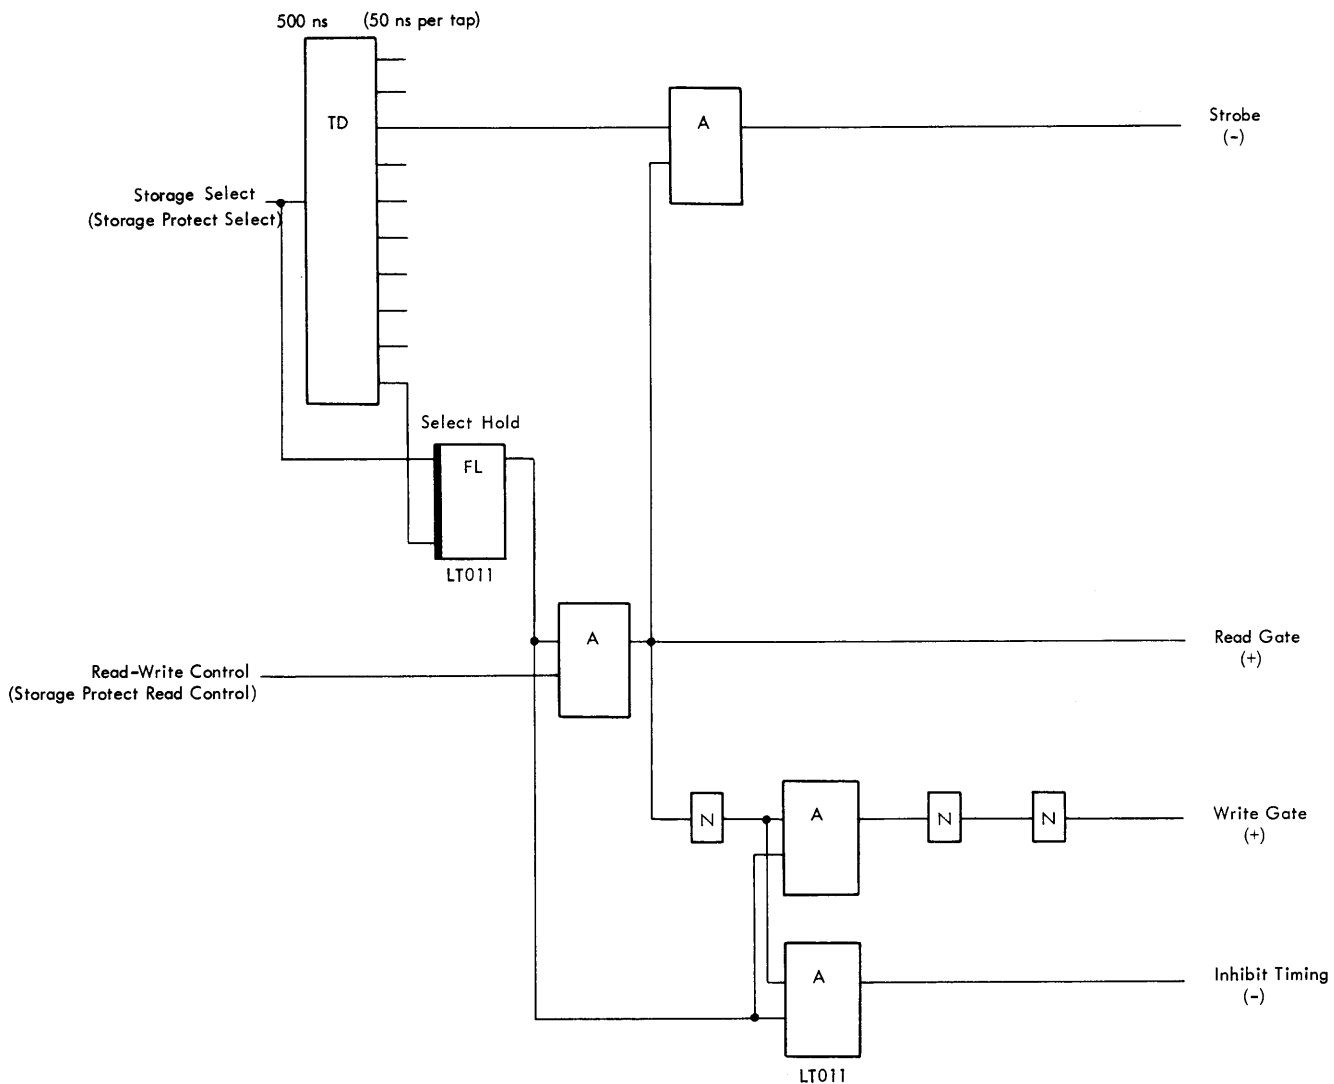 500 ns (50 ns per tap)
TD
A
Strobe
(-)
Storage Select
(Storage Protect Select)
Select Hold
FL
LT011
A
Read Gate
(+)
Read-Write Control
(Storage Protect Read Control)
N
A
N
N
Write Gate
(+)
A
Inhibit Timing
(-)
LT011